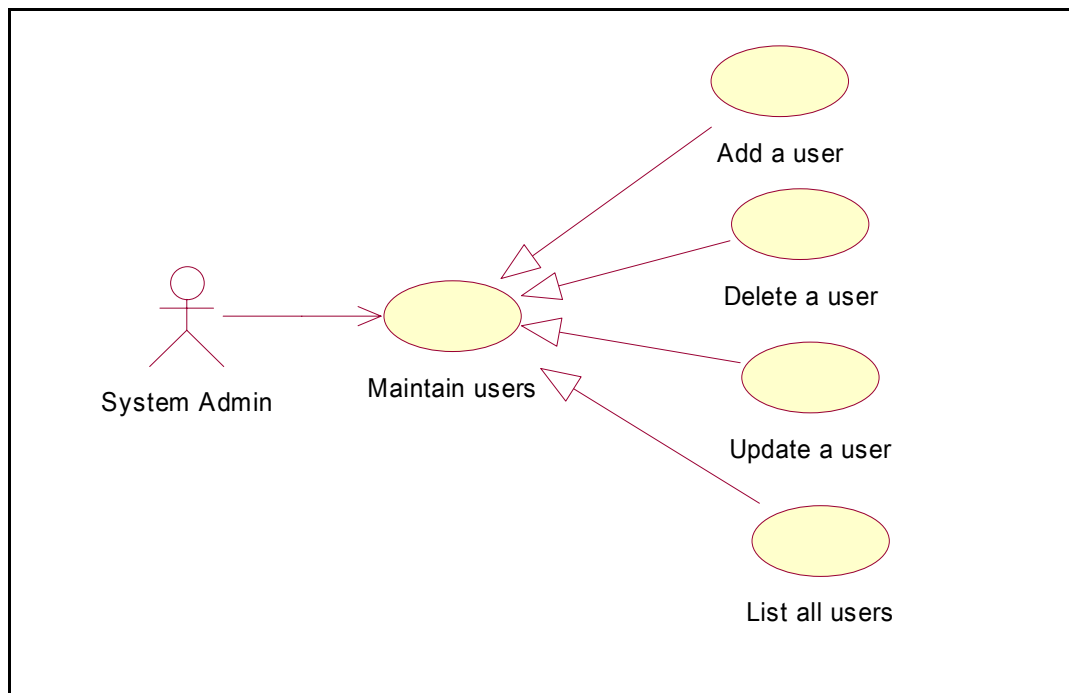 Add a user
Delete a user
System Admin
Maintain users
Update a user
List all users